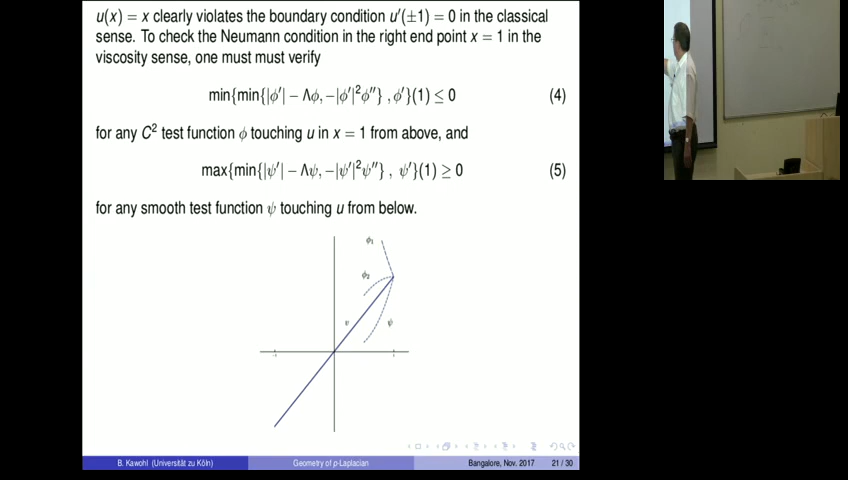 u(x) = x clearly violates the boundary condition u′(±1) = 0 in the classical
sense. To check the Neumann condition in the right end point x = 1 in the
viscosity sense, one must must verify
min{min{|ϕ′| − Λϕ, −|ϕ′|²ϕ″} , ϕ′}(1) ≤ 0 (4)
for any C² test function ϕ touching u in x = 1 from above, and
max{min{|ψ′| − Λψ, −|ψ′|²ψ″} , ψ′}(1) ≥ 0 (5)
for any smooth test function ψ touching u from below.
ϕ₁
ϕ₂
v
ψ
-1
1
B. Kawohl (Universität zu Köln) Geometry of p-Laplacian Bangalore, Nov. 2017 21 / 30